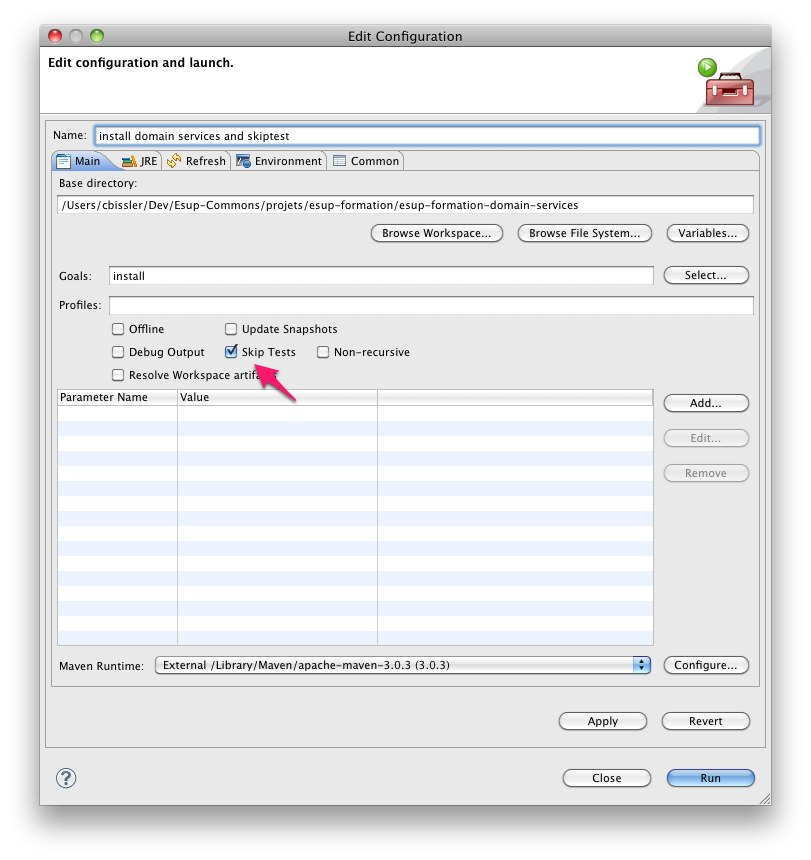 Edit Configuration
Edit configuration and launch.
Name: install domain services and skiptest
Main JRE Refresh Environment Common
Base directory:
/Users/cbissler/Dev/Esup-Commons/projets/esup-formation/esup-formation-domain-services
Browse Workspace... Browse File System... Variables...
Goals: install Select...
Profiles:
Offline Update Snapshots
Debug Output Skip Tests Non-recursive
Resolve Workspace
Parameter Name Value Add...
Edit...
Remove
Maven Runtime: External /Library/Maven/apache-maven-3.0.3 (3.0.3) Configure...
Apply Revert
? Close Run